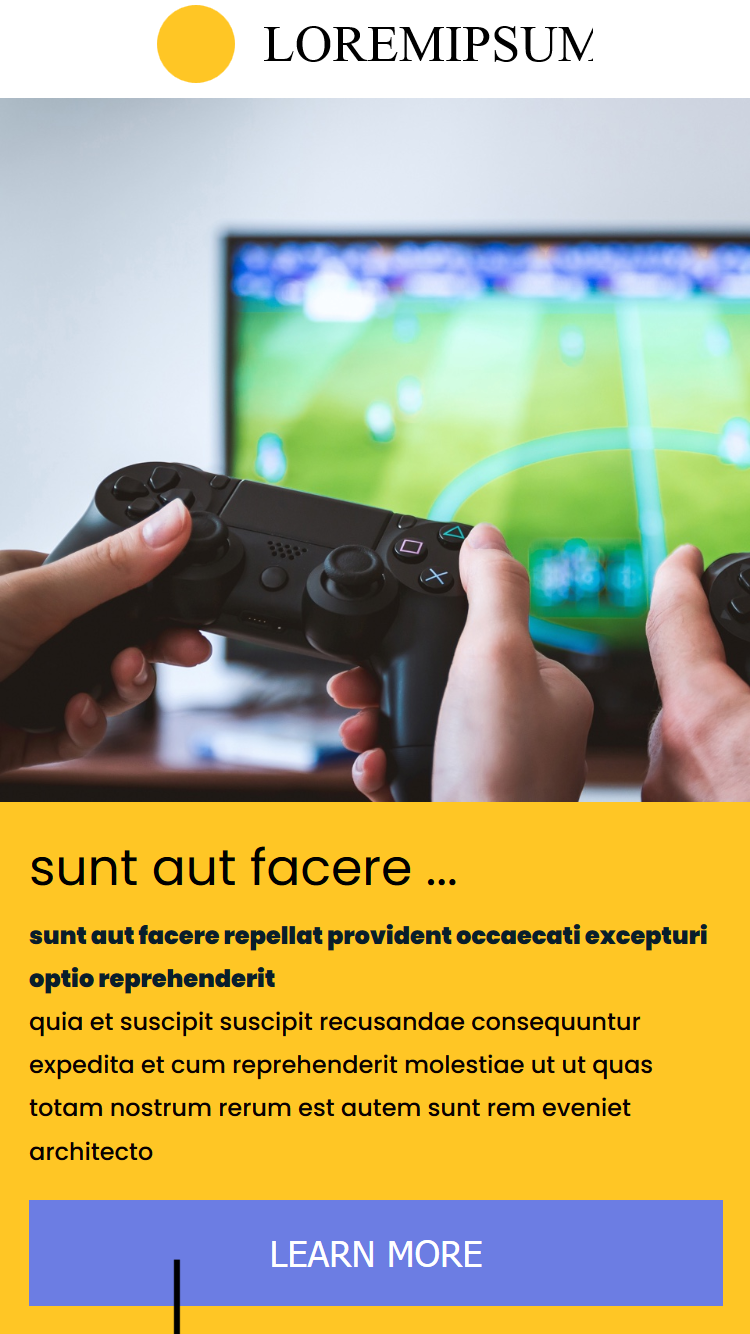 LOREMIPSUM
sunt aut facere ...
sunt aut facere repellat provident occaecati excepturi
optio reprehenderit
quia et suscipit suscipit recusandae consequuntur
expedita et cum reprehenderit molestiae ut ut quas
totam nostrum rerum est autem sunt rem eveniet
architecto
LEARN MORE